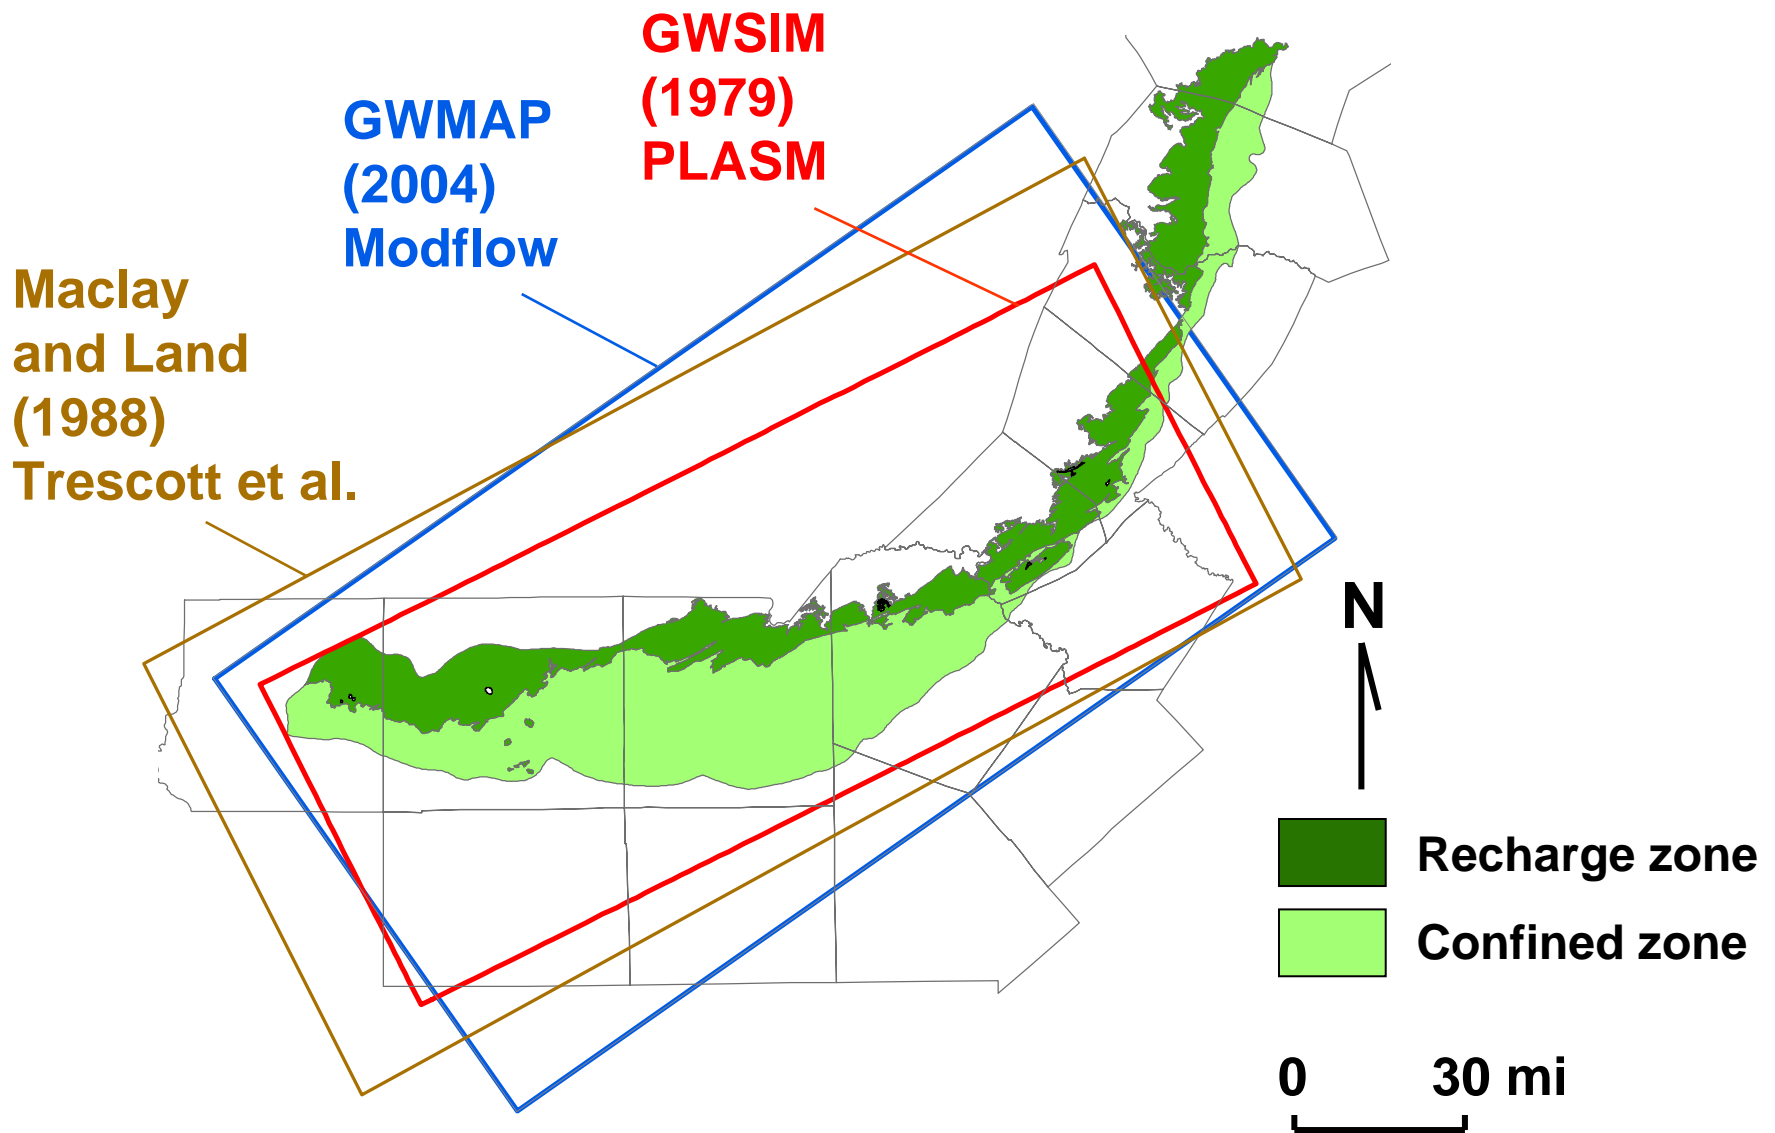 GWSIM
(1979)
PLASM
GWMAP
(2004)
Modflow
Maclay
and Land
(1988)
Trescott et al.
N
Recharge zone
Confined zone
0 30 mi